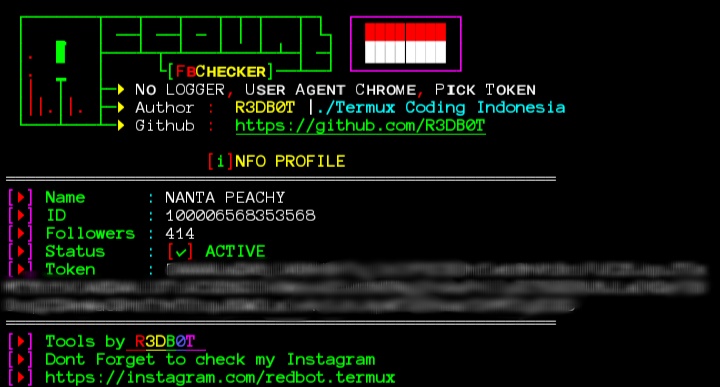 ACCOUNT
[FBCHECKER]
NO LOGGER, USER AGENT CHROME, PICK TOKEN
Author : R3DB0T |./Termux Coding Indonesia
Github : https://github.com/R3DB0T
[i]NFO PROFILE
Name : NANTA PEACHY
ID : 100006568353568
Followers : 414
Status : [✓] ACTIVE
Token :
Tools by R3DB0T
Dont Forget to check my Instagram
https://instagram.com/redbot.termux